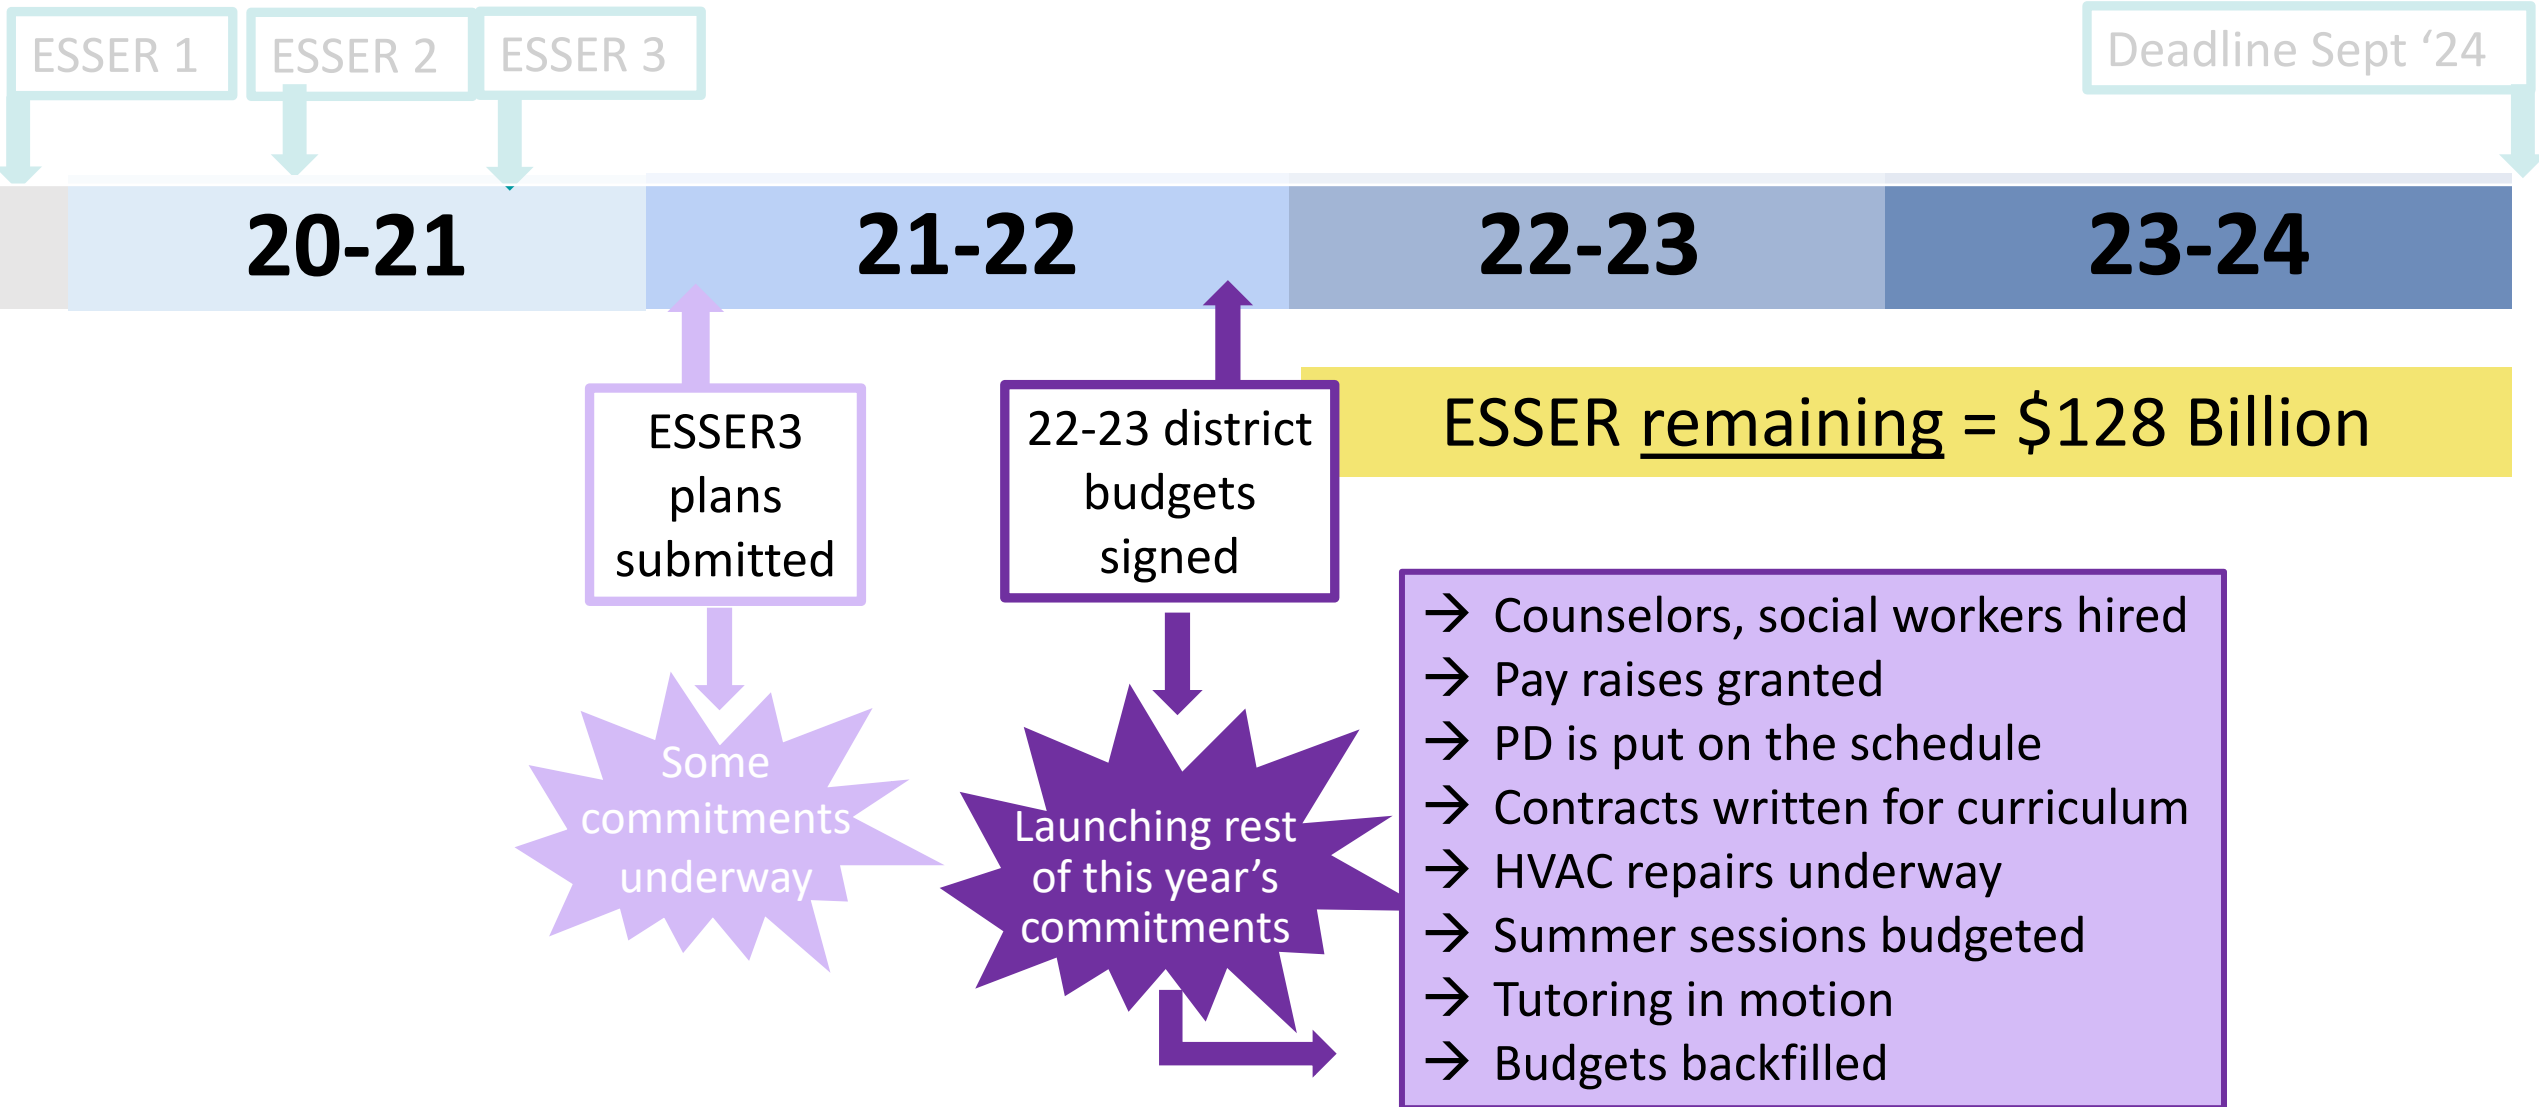 ESSER 1
ESSER 2
ESSER 3
Deadline Sept ‘24
20-21
21-22
22-23
23-24
ESSER3
plans
submitted
22-23 district
budgets
signed
ESSER remaining = $128 Billion
Some
commitments
underway
Launching rest
of this year’s
commitments
→ Counselors, social workers hired
→ Pay raises granted
→ PD is put on the schedule
→ Contracts written for curriculum
→ HVAC repairs underway
→ Summer sessions budgeted
→ Tutoring in motion
→ Budgets backfilled